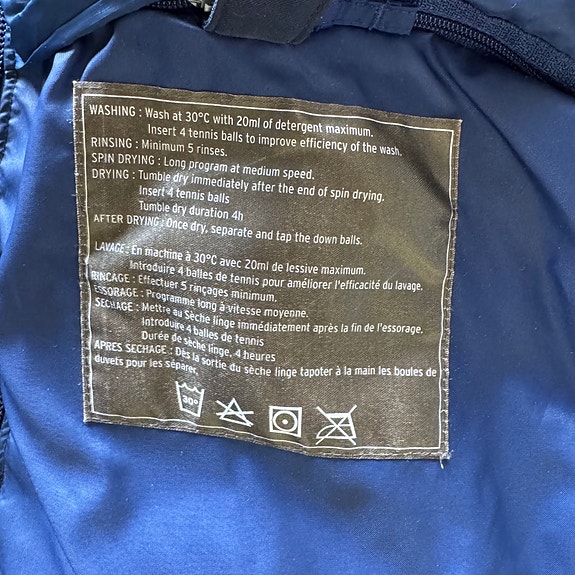 WASHING : Wash at 30°C with 20ml of detergent maximum.
Insert 4 tennis balls to improve efficiency of the wash.
RINSING : Minimum 5 rinses.
SPIN DRYING : Long program at medium speed.
DRYING : Tumble dry immediately after the end of spin drying.
Insert 4 tennis balls
Tumble dry duration 4h
AFTER DRYING : Once dry, separate and tap the down balls.
LAVAGE : En machine à 30°C avec 20ml de lessive maximum.
Introduire 4 balles de tennis pour améliorer l'efficacité du lavage.
RINCAGE : Effectuer 5 rinçages minimum.
ESSORAGE : Programme long à vitesse moyenne.
SECHAGE : Mettre au Sèche linge immédiatement après la fin de l'essorage.
Introduire 4 balles de tennis
Durée de sèche linge, 4 heures
APRES SECHAGE : Dès la sortie du sèche linge tapoter à la main les boules de
duvets pour les séparer.
30°